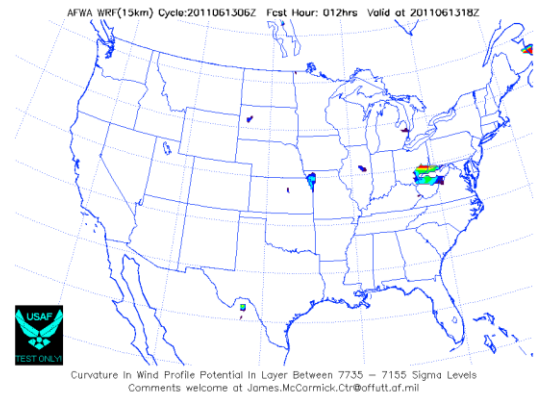 AFWA WRF(15km) Cycle:2011061306Z Fcst Hour: 012hrs Valid at 2011061318Z
USAF
TEST ONLY!
Curvature In Wind Profile Potential In Layer Between 7735 - 7155 Sigma Levels
Comments welcome at James.McCormick.Ctr@offutt.af.mil